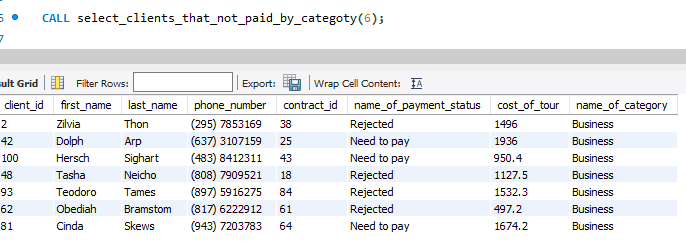 6 CALL select_clients_that_not_paid_by_categoty(6);
7
sult Grid Filter Rows: Export: Wrap Cell Content: IA
client_id first_name last_name phone_number contract_id name_of_payment_status cost_of_tour name_of_category
2 Zilvia Thon (295) 7853169 38 Rejected 1496 Business
42 Dolph Arp (637) 3107159 25 Need to pay 1936 Business
100 Hersch Sighart (483) 8412311 43 Need to pay 950.4 Business
48 Tasha Neicho (808) 7909521 18 Rejected 1127.5 Business
93 Teodoro Tames (897) 5916275 84 Rejected 1532.3 Business
62 Obediah Bramstom (817) 6222912 61 Rejected 497.2 Business
81 Cinda Skews (943) 7203783 64 Need to pay 1674.2 Business